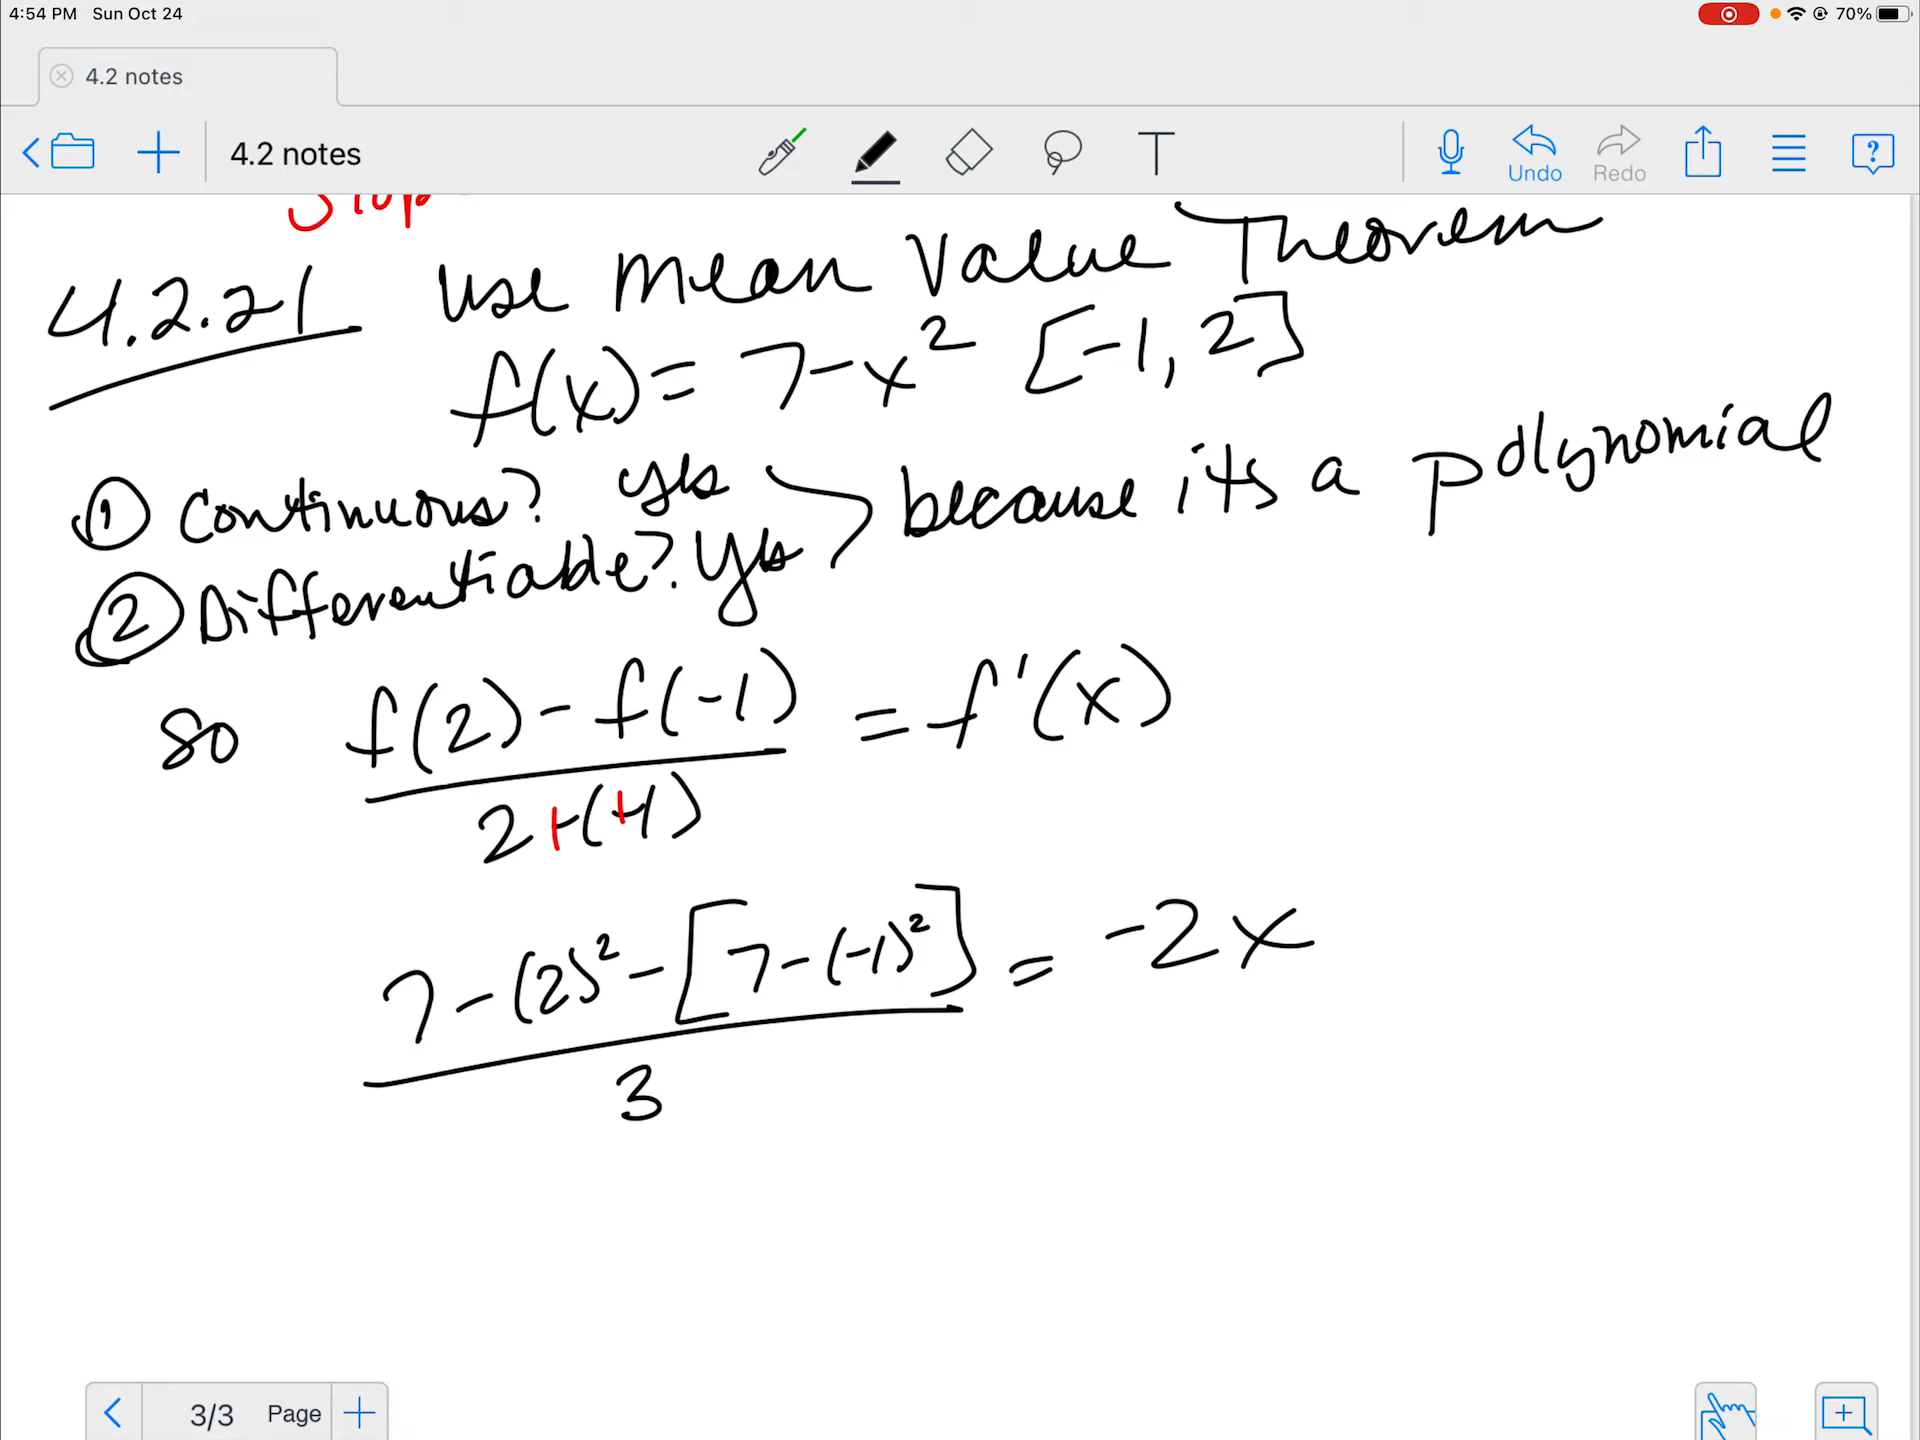 4:54 PM Sun Oct 24 70%
4.2 notes
4.2 notes T Undo Redo ?
4.2.21 Use Mean Value Theorem
f(x) = 7-x² [-1, 2]
① Continuous? yes
② Differentiable? Yes
because its a polynomial
So f(2) - f(-1) / 2+(+1) = f'(x)
7-(2)²-[7-(-1)²] / 3 = -2x
3/3 Page